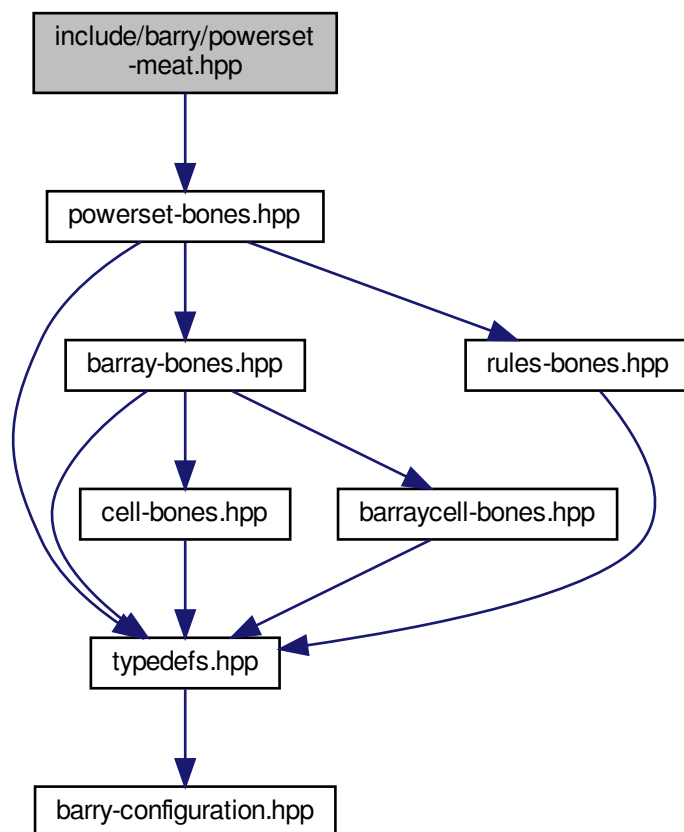 include/barry/powerset
-meat.hpp
powerset-bones.hpp
barray-bones.hpp
rules-bones.hpp
cell-bones.hpp
barraycell-bones.hpp
typedefs.hpp
barry-configuration.hpp